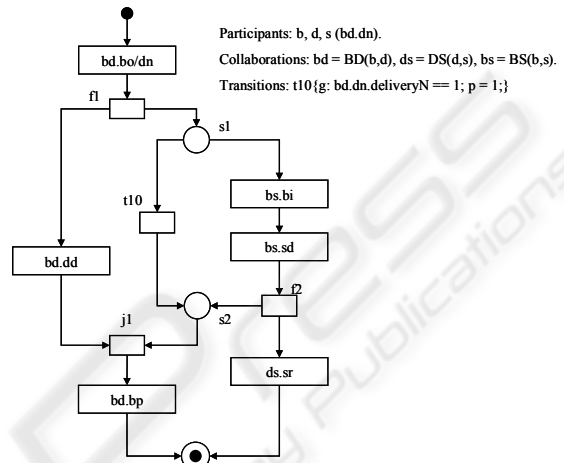 Participants: b, d, s (bd.dn).
Collaborations: bd = BD(b,d), ds = DS(d,s), bs = BS(b,s).
Transitions: t10{g: bd.dn.deliveryN == 1; p = 1;}
bd.bo/dn
f1
s1
bs.bi
t10
bs.sd
bd.dd
f2
s2
j1
ds.sr
bd.bp